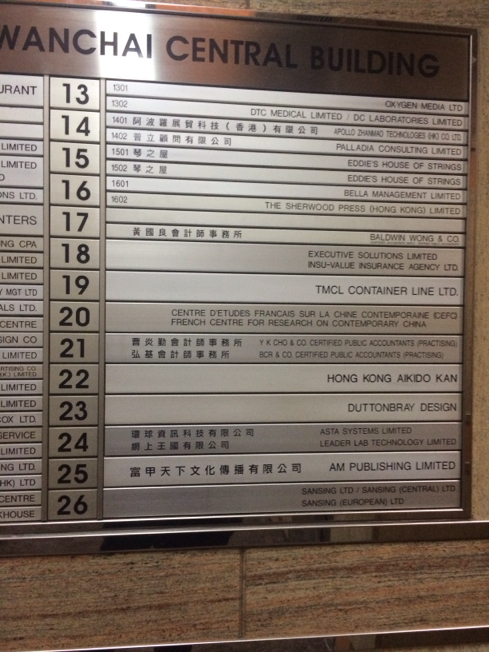 WANCHAI CENTRAL BUILDING
URANT
LIMITED
LIMITED
NS LTD.
NTERS
NG CPA
LIMITED
LIMITED
Y MGT LTD
ALS LTD.
CENTRE
SIGN CO
LIMITED
LIMITED
LIMITED
COX LTD.
SERVICE
LIMITED
NG LTD.
HK) LTD
CENTRE
KHOUSE
13
1301 OKYGEN MEDIA LTD
1302 DTC MEDICAL LIMITED / DC LABORATORIES LIMITED
14
1401 阿波羅展貿科技《香港》有限公司 APOLLO ZHANMAO TECHNOLOGIES (HK) CO. LTD.
1402 普立顧問有限公司 PALLADIA CONSULTING LIMITED
15
1501 琴之屋 EDDIE'S HOUSE OF STRINGS
1502 琴之屋 EDDIE'S HOUSE OF STRINGS
16
1601 BELLA MANAGEMENT LIMITED
1602 THE SHERWOOD PRESS (HONG KONG) LIMITED
17
黃國良會計師事務所 BALDWIN WONG & CO.
18
EXECUTIVE SOLUTIONS LIMITED
INSU-VALUE INSURANCE AGENCY LTD.
19
TMCL CONTAINER LINE LTD.
20
CENTRE D'ETUDES FRANCAIS SUR LA CHINE CONTEMPORAINE (CEFC)
FRENCH CENTRE FOR RESEARCH ON CONTEMPORARY CHINA
21
曹炎勤會計師事務所 Y K CHO & CO. CERTIFIED PUBLIC ACCOUNTANTS (PRACTISING)
弘基會計師事務所 BCR & CO. CERTIFIED PUBLIC ACCOUNTANTS (PRACTISING)
22
HONG KONG AIKIDO KAN
23
DUTTONBRAY DESIGN
24
環球資訊科技有限公司 ASTA SYSTEMS LIMITED
網上王國有限公司 LEADER LAB TECHNOLOGY LIMITED
25
富甲天下文化傳播有限公司 AM PUBLISHING LIMITED
26
SANSING LTD / SANSING (CENTRAL) LTD
SANSING (EUROPEAN) LTD